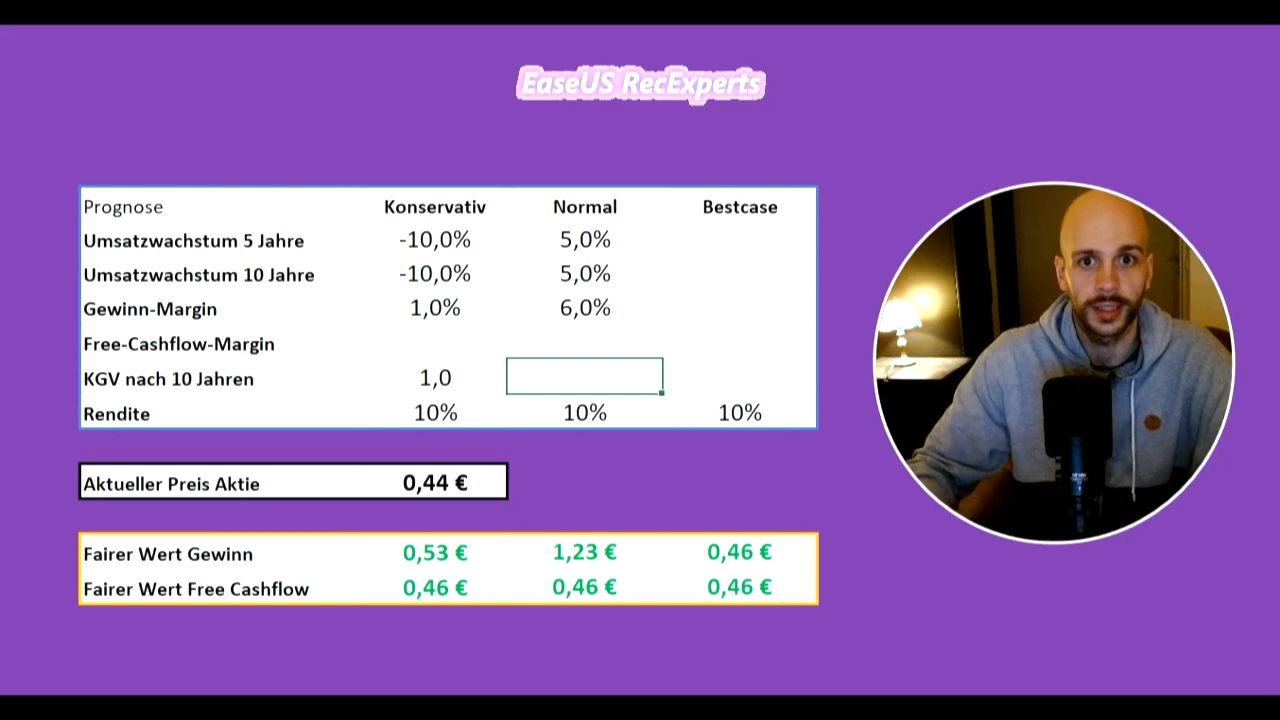 EaseUS RecExperts
Prognose Konservativ Normal Bestcase
Umsatzwachstum 5 Jahre -10,0% 5,0%
Umsatzwachstum 10 Jahre -10,0% 5,0%
Gewinn-Margin 1,0% 6,0%
Free-Cashflow-Margin
KGV nach 10 Jahren 1,0
Rendite 10% 10% 10%
Aktueller Preis Aktie 0,44 €
Fairer Wert Gewinn 0,53 € 1,23 € 0,46 €
Fairer Wert Free Cashflow 0,46 € 0,46 € 0,46 €